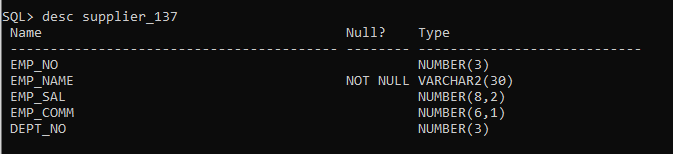 SQL> desc supplier_137
 Name                                      Null?    Type
 ----------------------------------------- -------- ----------------------------
 EMP_NO                                             NUMBER(3)
 EMP_NAME                                  NOT NULL VARCHAR2(30)
 EMP_SAL                                            NUMBER(8,2)
 EMP_COMM                                           NUMBER(6,1)
 DEPT_NO                                            NUMBER(3)